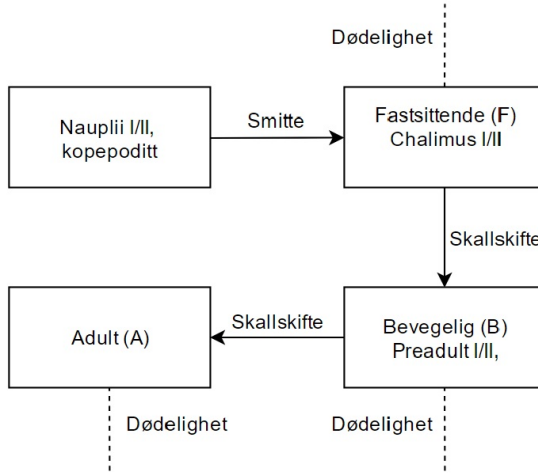 Dødelighet
Nauplii I/II,
kopepoditt
Smitte
Fastsittende (F)
Chalimus I/II
Skallskifte
Adult (A)
Skallskifte
Bevegelig (B)
Preadult I/II,
Dødelighet
Dødelighet